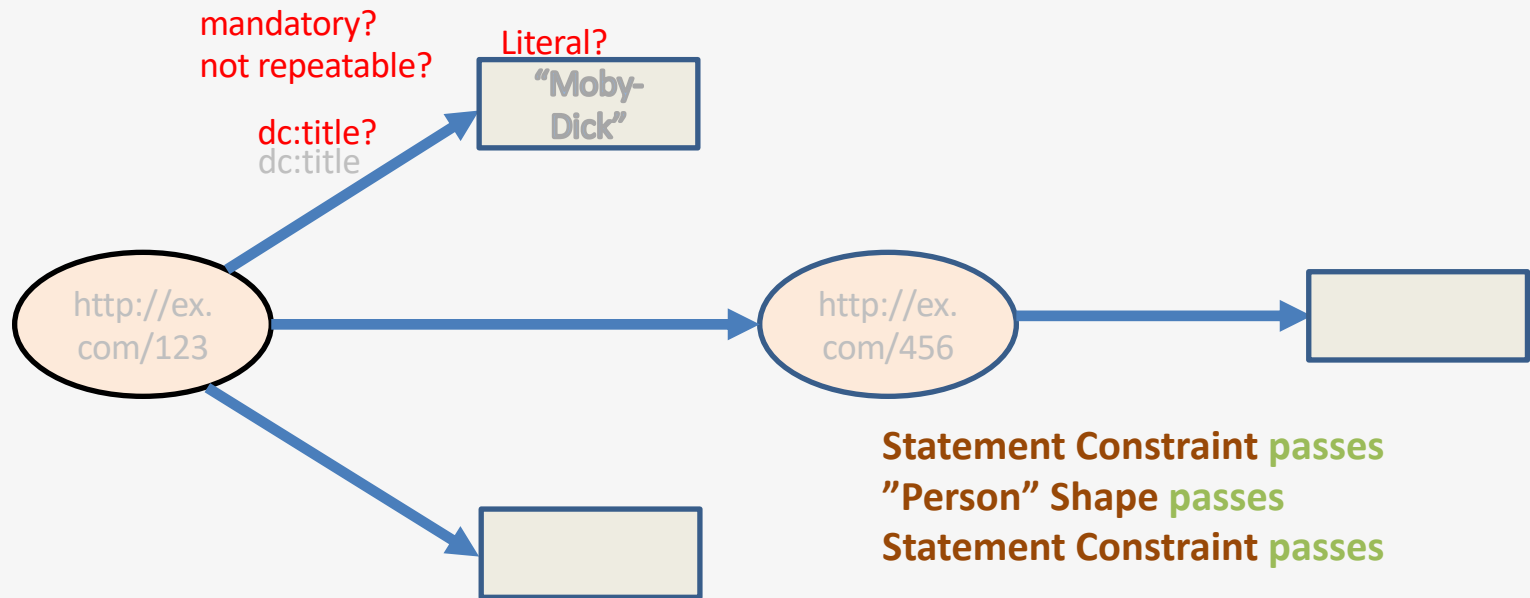 mandatory?
not repeatable?
Literal?
“Moby-
Dick”
dc:title?
dc:title
http://ex.
com/123
http://ex.
com/456
Statement Constraint passes
”Person” Shape passes
Statement Constraint passes